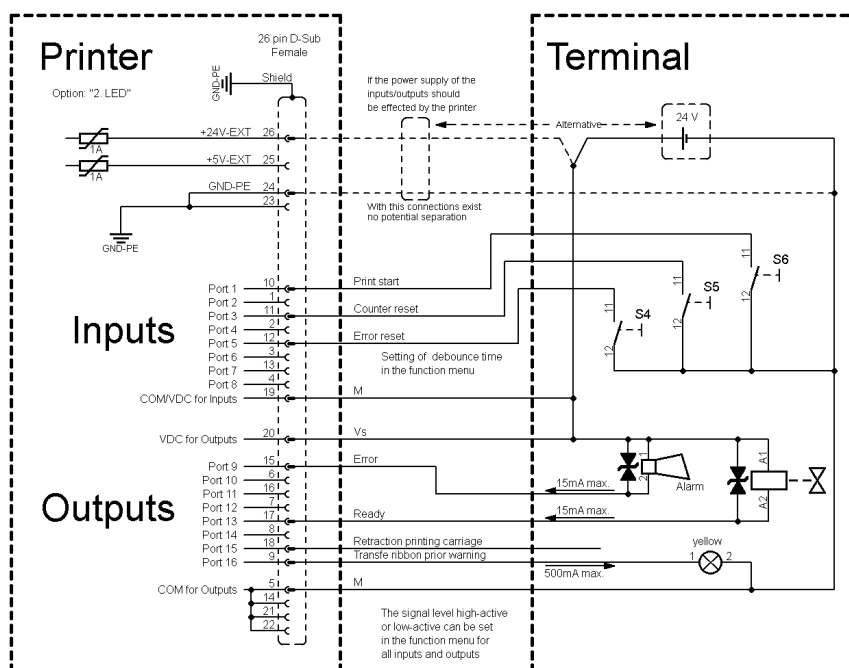 Printer
Option: "2. LED"
26 pin D-Sub
Female
Shield
GND-PE
If the power supply of the
inputs/outputs should
be effected by the printer
Terminal
Alternative
24 V
+24V-EXT 26
1A
+5V-EXT 25
1A
GND-PE 24
23
GND-PE
With this connections exist
no potential separation
Inputs
Port 1 10 Print start
Port 2 1
Port 3 11 Counter reset
Port 4 2
Port 5 12 Error reset
Port 6 3
Port 7 13
Port 8 4
COM/VDC for Inputs 19 M
Setting of debounce time
in the function menu
11 S6
12
11 S5
12
11 S4
12
VDC for Outputs 20 Vs
Outputs
Port 9 15 Error
Port 10 6
Port 11 16
Port 12 7
Port 13 17 Ready
Port 14 8
Port 15 18 Retraction printing carriage
Port 16 9 Transfe ribbon prior warning
COM for Outputs 5 M
14
21
22
15mA max.
15mA max.
500mA max.
1
2
Alarm
A1
A2
yellow
1 2
The signal level high-active
or low-active can be set
in the function menu for
all inputs and outputs